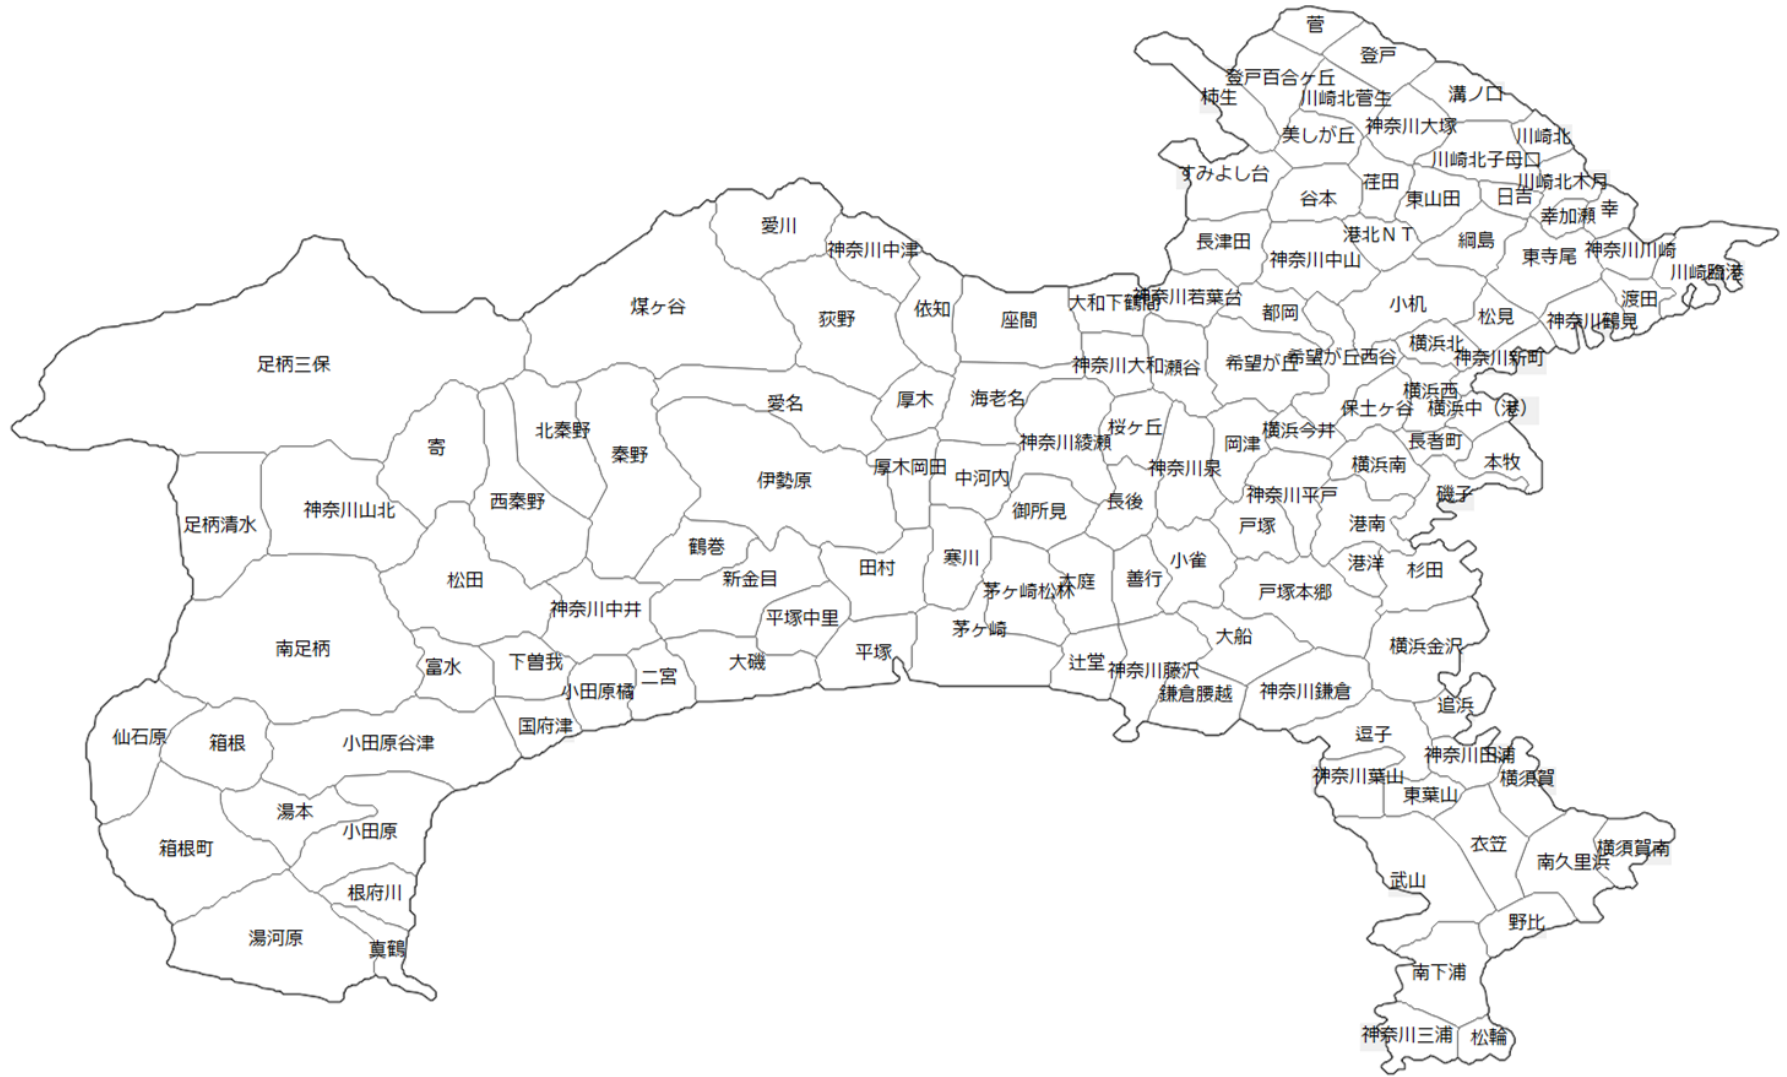 菅
登戸
登戸百合ヶ丘
柿生
川崎北菅生
溝ノ口
美しが丘
神奈川大塚
川崎北
川崎北子母口
すみよし台
荏田
川崎北木月
谷本
東山田
日吉
幸加瀬
幸
愛川
神奈川中津
長津田
港北ＮＴ
綱島
神奈川中山
東寺尾
神奈川川崎
川崎臨港
煤ヶ谷
荻野
依知
座間
大和下鶴間
神奈川若葉台
都岡
小机
松見
渡田
神奈川鶴見
足柄三保
神奈川大和
瀬谷
希望が丘
希望が丘西谷
横浜北
神奈川新町
愛名
厚木
海老名
横浜西
保土ヶ谷
横浜中（港）
寄
北秦野
秦野
神奈川綾瀬
桜ヶ丘
岡津
横浜今井
長者町
伊勢原
厚木岡田
中河内
神奈川泉
横浜南
本牧
足柄清水
神奈川山北
西秦野
御所見
長後
神奈川平戸
磯子
戸塚
港南
鶴巻
松田
新金目
田村
寒川
茅ヶ崎松林
大庭
善行
小雀
港洋
杉田
神奈川中井
平塚中里
戸塚本郷
南足柄
富水
下曽我
二宮
大磯
平塚
茅ヶ崎
大船
横浜金沢
小田原橘
辻堂
神奈川藤沢
鎌倉腰越
神奈川鎌倉
追浜
仙石原
箱根
小田原谷津
国府津
逗子
神奈川田浦
湯本
神奈川葉山
東葉山
横須賀
箱根町
小田原
衣笠
南久里浜
横須賀南
根府川
武山
湯河原
真鶴
野比
南下浦
神奈川三浦
松輪